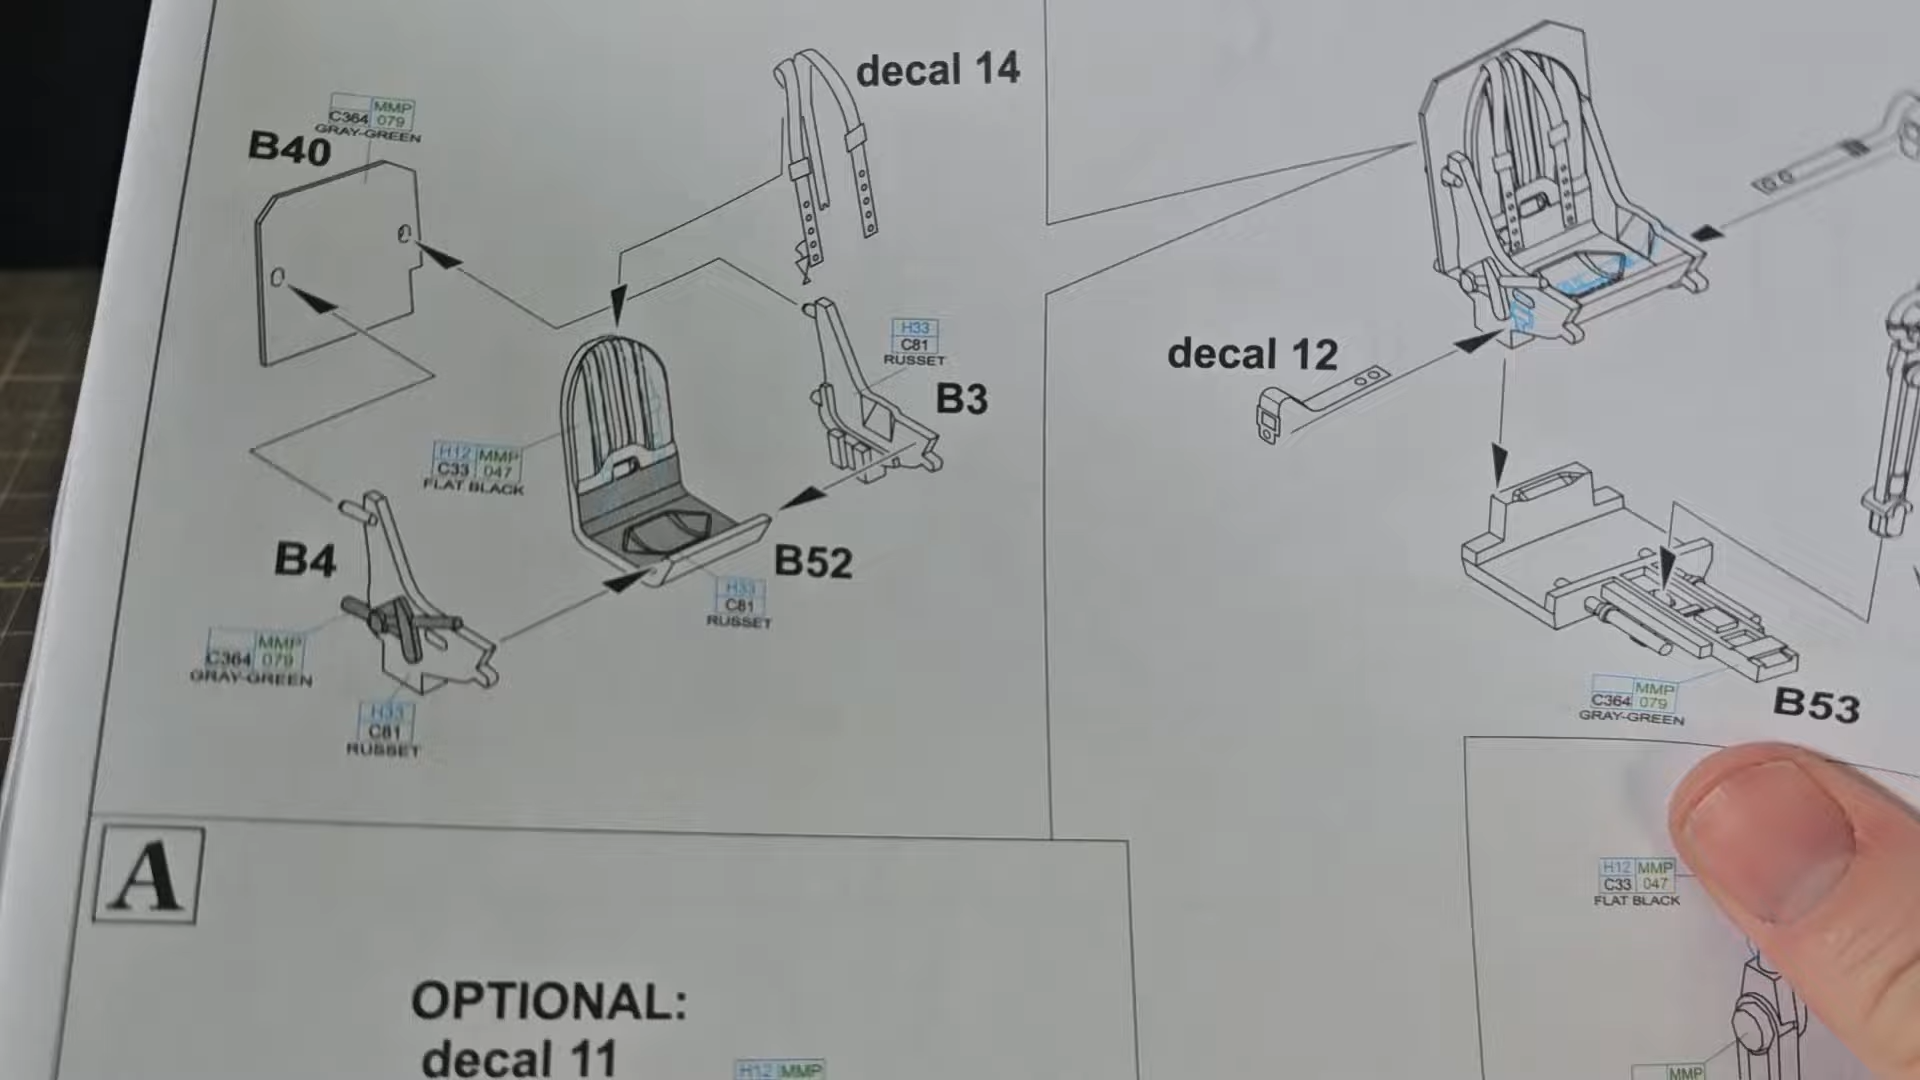 decal 14
MMP
C364 079
GRAY-GREEN
B40
H33
C81
RUSSET
B3
decal 12
H12 MMP
C33 047
FLAT BLACK
B4
B52
H33
C81
RUSSET
MMP
C364 079
GRAY-GREEN
H33
C81
RUSSET
MMP
C364 079
GRAY-GREEN
B53
A
H12 MMP
C33 047
FLAT BLACK
OPTIONAL:
decal 11
H12 MMP
MMP